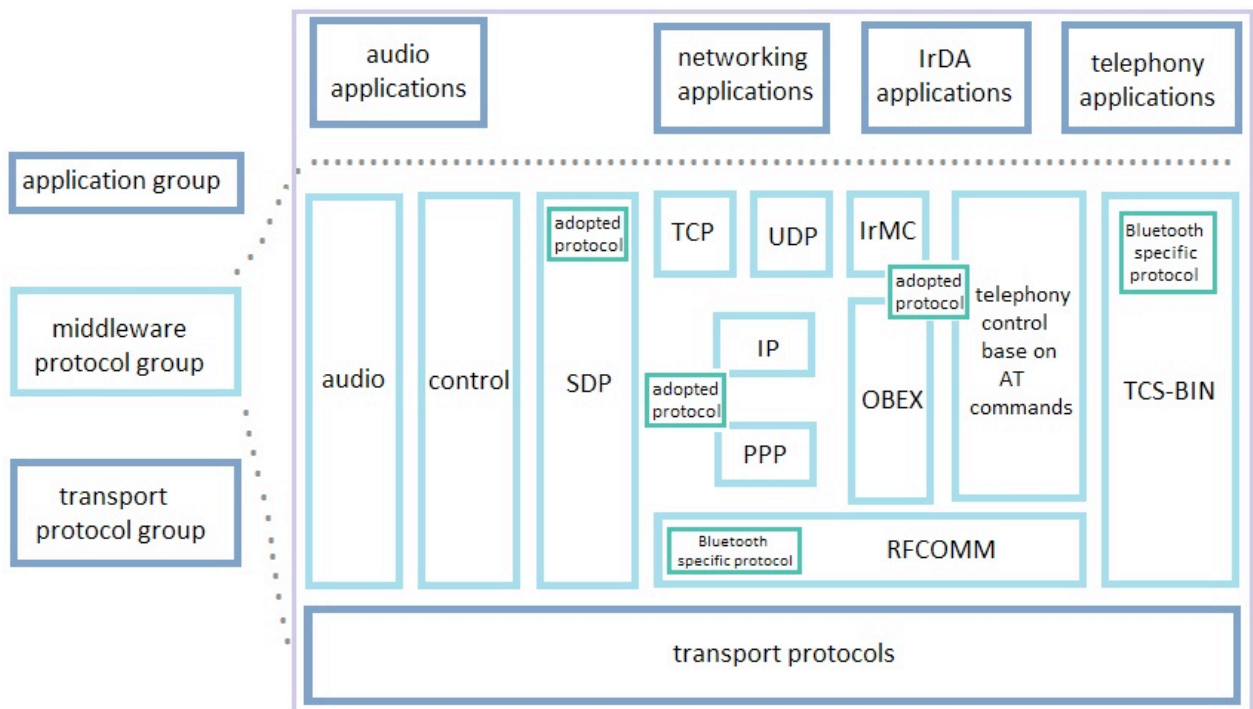 audio
applications
networking
applications
IrDA
applications
telephony
applications
application group
middleware
protocol group
transport
protocol group
audio
control
adopted
protocol
SDP
TCP
UDP
IrMC
adopted
protocol
IP
adopted
protocol
PPP
OBEX
telephony
control
base on
AT
commands
Bluetooth
specific
protocol
TCS-BIN
Bluetooth
specific protocol
RFCOMM
transport protocols